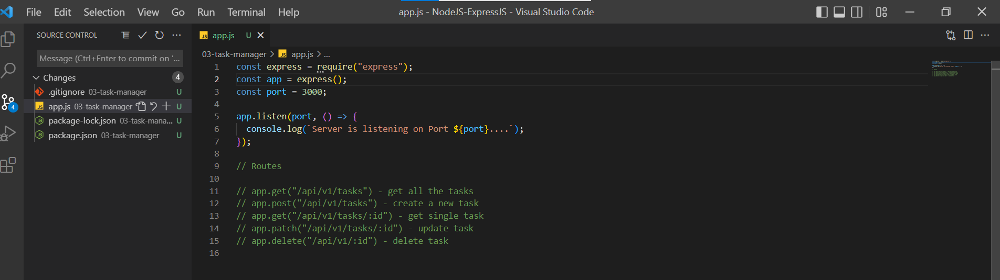 File Edit Selection View Go Run Terminal Help app.js - NodeJS-ExpressJS - Visual Studio Code
SOURCE CONTROL
Message (Ctrl+Enter to commit on '...
Changes 4
.gitignore 03-task-manager U
app.js 03-task-manager U
package-lock.json 03-task-mana... U
package.json 03-task-manager U
4
JS app.js U
03-task-manager > JS app.js > ...
1 const express = require("express");
2 const app = express();
3 const port = 3000;
4
5 app.listen(port, () => {
6 console.log(`Server is listening on Port ${port}....`);
7 });
8
9 // Routes
10
11 // app.get("/api/v1/tasks") - get all the tasks
12 // app.post("/api/v1/tasks") - create a new task
13 // app.get("/api/v1/tasks/:id") - get single task
14 // app.patch("/api/v1/tasks/:id") - update task
15 // app.delete("/api/v1/:id") - delete task
16